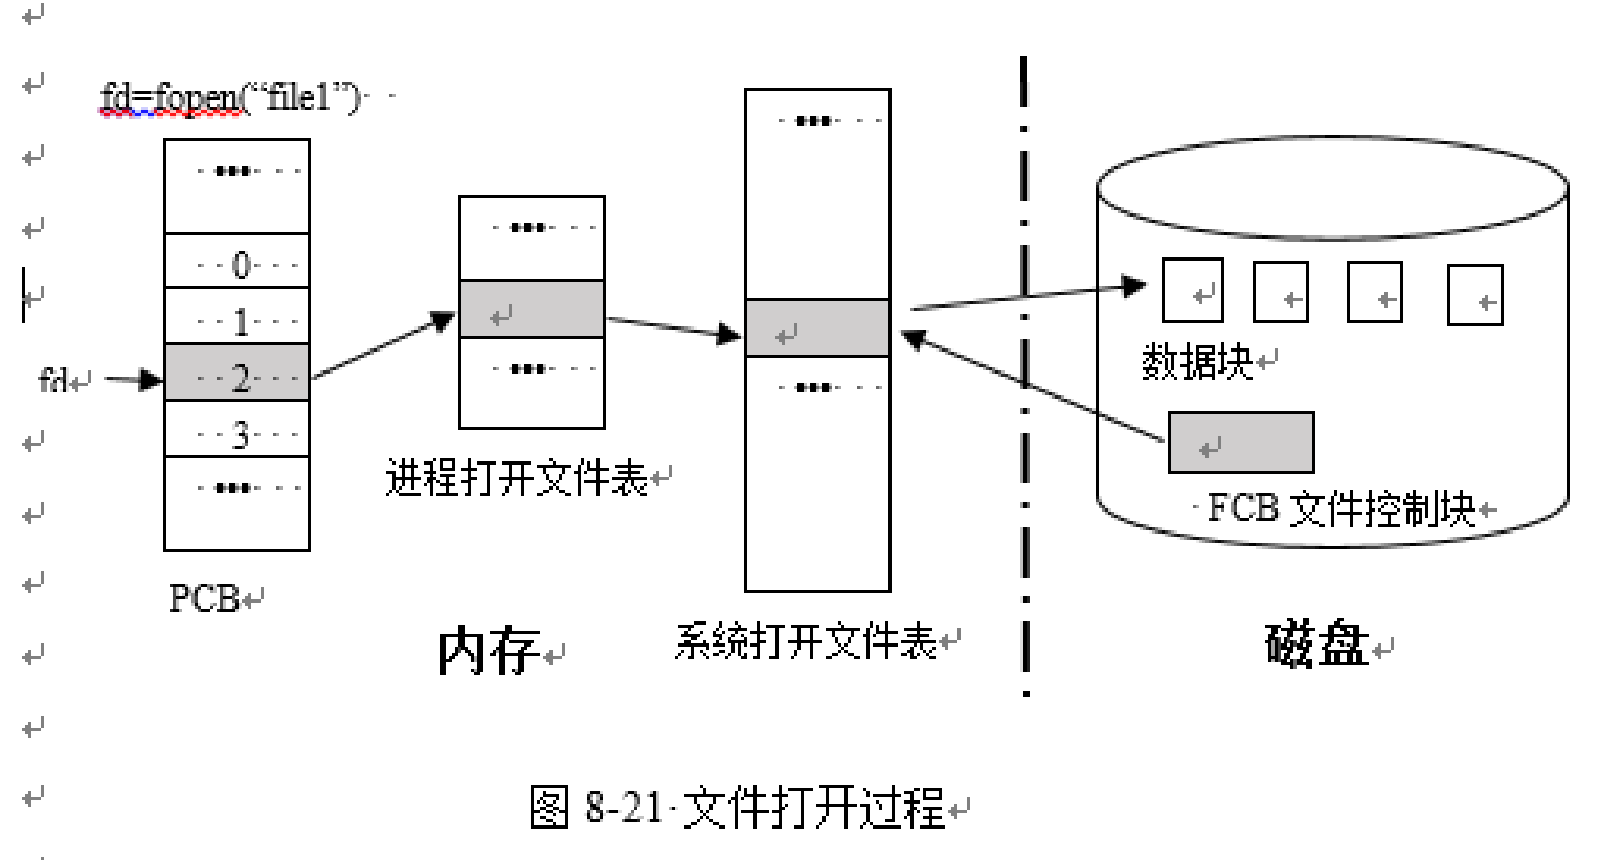 fd=fopen(“file1”)
•••
0
1
fd
2
3
•••
PCB
•••
•••
进程打开文件表
内存
•••
•••
系统打开文件表
数据块
FCB 文件控制块
磁盘
图 8-21 文件打开过程